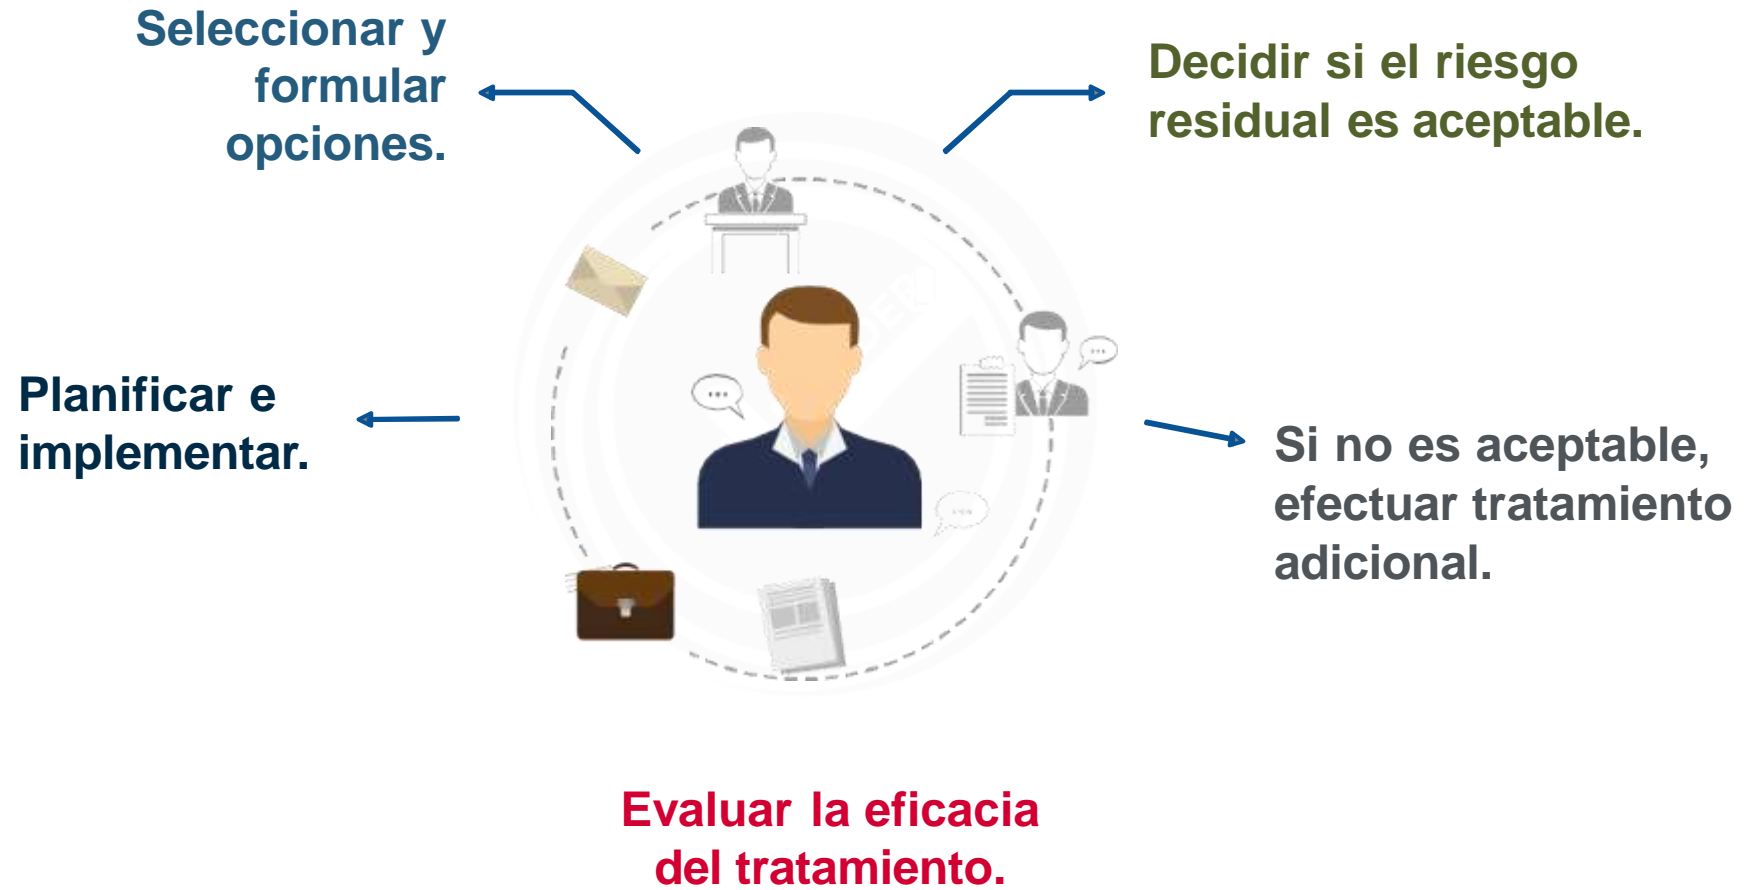 Seleccionar y
formular
opciones.
Decidir si el riesgo
residual es aceptable.
Planificar e
implementar.
Si no es aceptable,
efectuar tratamiento
adicional.
Evaluar la eficacia
del tratamiento.